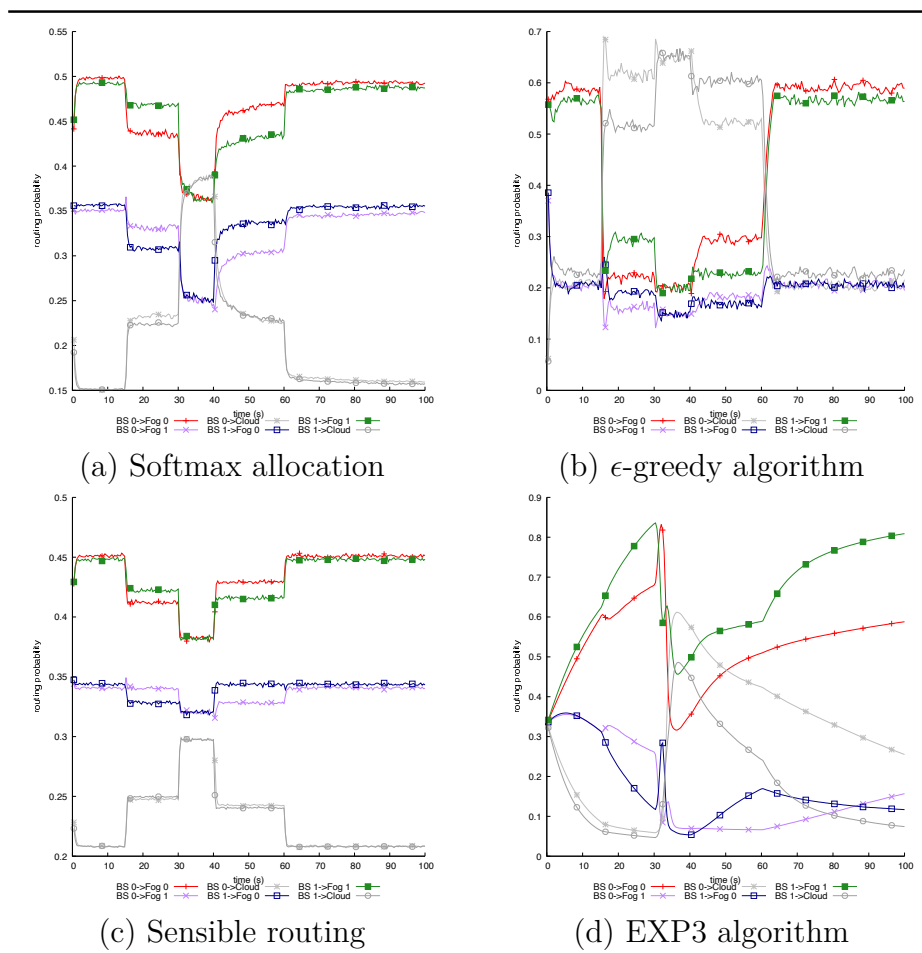 0.55
0.5
0.45
0.4
0.35
0.3
0.25
0.2
0.15
routing probability
0 10 20 30 40 50 60 70 80 90 100
time (s)
BS 0->Fog 0 BS 0->Cloud BS 1->Fog 1
BS 0->Fog 1 BS 1->Fog 0 BS 1->Cloud
(a) Softmax allocation
0.7
0.6
0.5
0.4
0.3
0.2
0.1
0
routing probability
0 10 20 30 40 50 60 70 80 90 100
time (s)
BS 0->Fog 0 BS 0->Cloud BS 1->Fog 1
BS 0->Fog 1 BS 1->Fog 0 BS 1->Cloud
(b) ϵ-greedy algorithm
0.5
0.45
0.4
0.35
0.3
0.25
0.2
routing probability
0 10 20 30 40 50 60 70 80 90 100
time (s)
BS 0->Fog 0 BS 0->Cloud BS 1->Fog 1
BS 0->Fog 1 BS 1->Fog 0 BS 1->Cloud
(c) Sensible routing
0.8
0.7
0.6
0.5
0.4
0.3
0.2
0.1
0
routing probability
0 10 20 30 40 50 60 70 80 90 100
time (s)
BS 0->Fog 0 BS 0->Cloud BS 1->Fog 1
BS 0->Fog 1 BS 1->Fog 0 BS 1->Cloud
(d) EXP3 algorithm